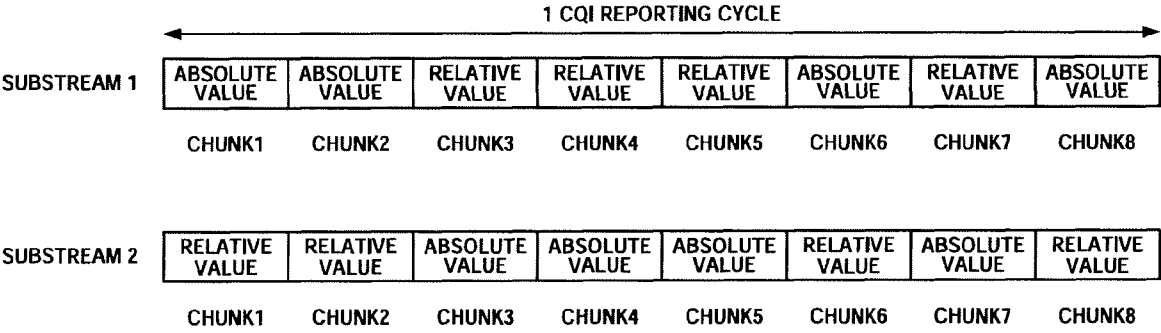 1 CQI REPORTING CYCLE
SUBSTREAM 1
ABSOLUTE VALUE
ABSOLUTE VALUE
RELATIVE VALUE
RELATIVE VALUE
RELATIVE VALUE
ABSOLUTE VALUE
RELATIVE VALUE
ABSOLUTE VALUE
CHUNK1 CHUNK2 CHUNK3 CHUNK4 CHUNK5 CHUNK6 CHUNK7 CHUNK8
SUBSTREAM 2
RELATIVE VALUE
RELATIVE VALUE
ABSOLUTE VALUE
ABSOLUTE VALUE
ABSOLUTE VALUE
RELATIVE VALUE
ABSOLUTE VALUE
RELATIVE VALUE
CHUNK1 CHUNK2 CHUNK3 CHUNK4 CHUNK5 CHUNK6 CHUNK7 CHUNK8